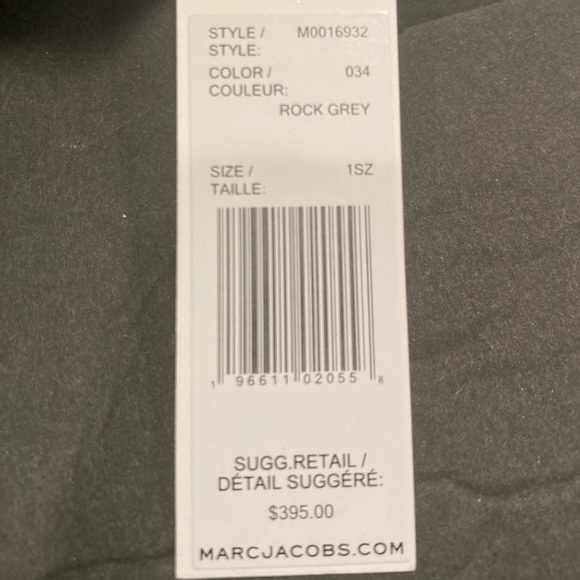 STYLE / M0016932
STYLE:
COLOR / 034
COULEUR:
ROCK GREY
SIZE / 1SZ
TAILLE:
1 96611 02055 8
SUGG.RETAIL /
DÉTAIL SUGGÉRÉ:
$395.00
MARCJACOBS.COM